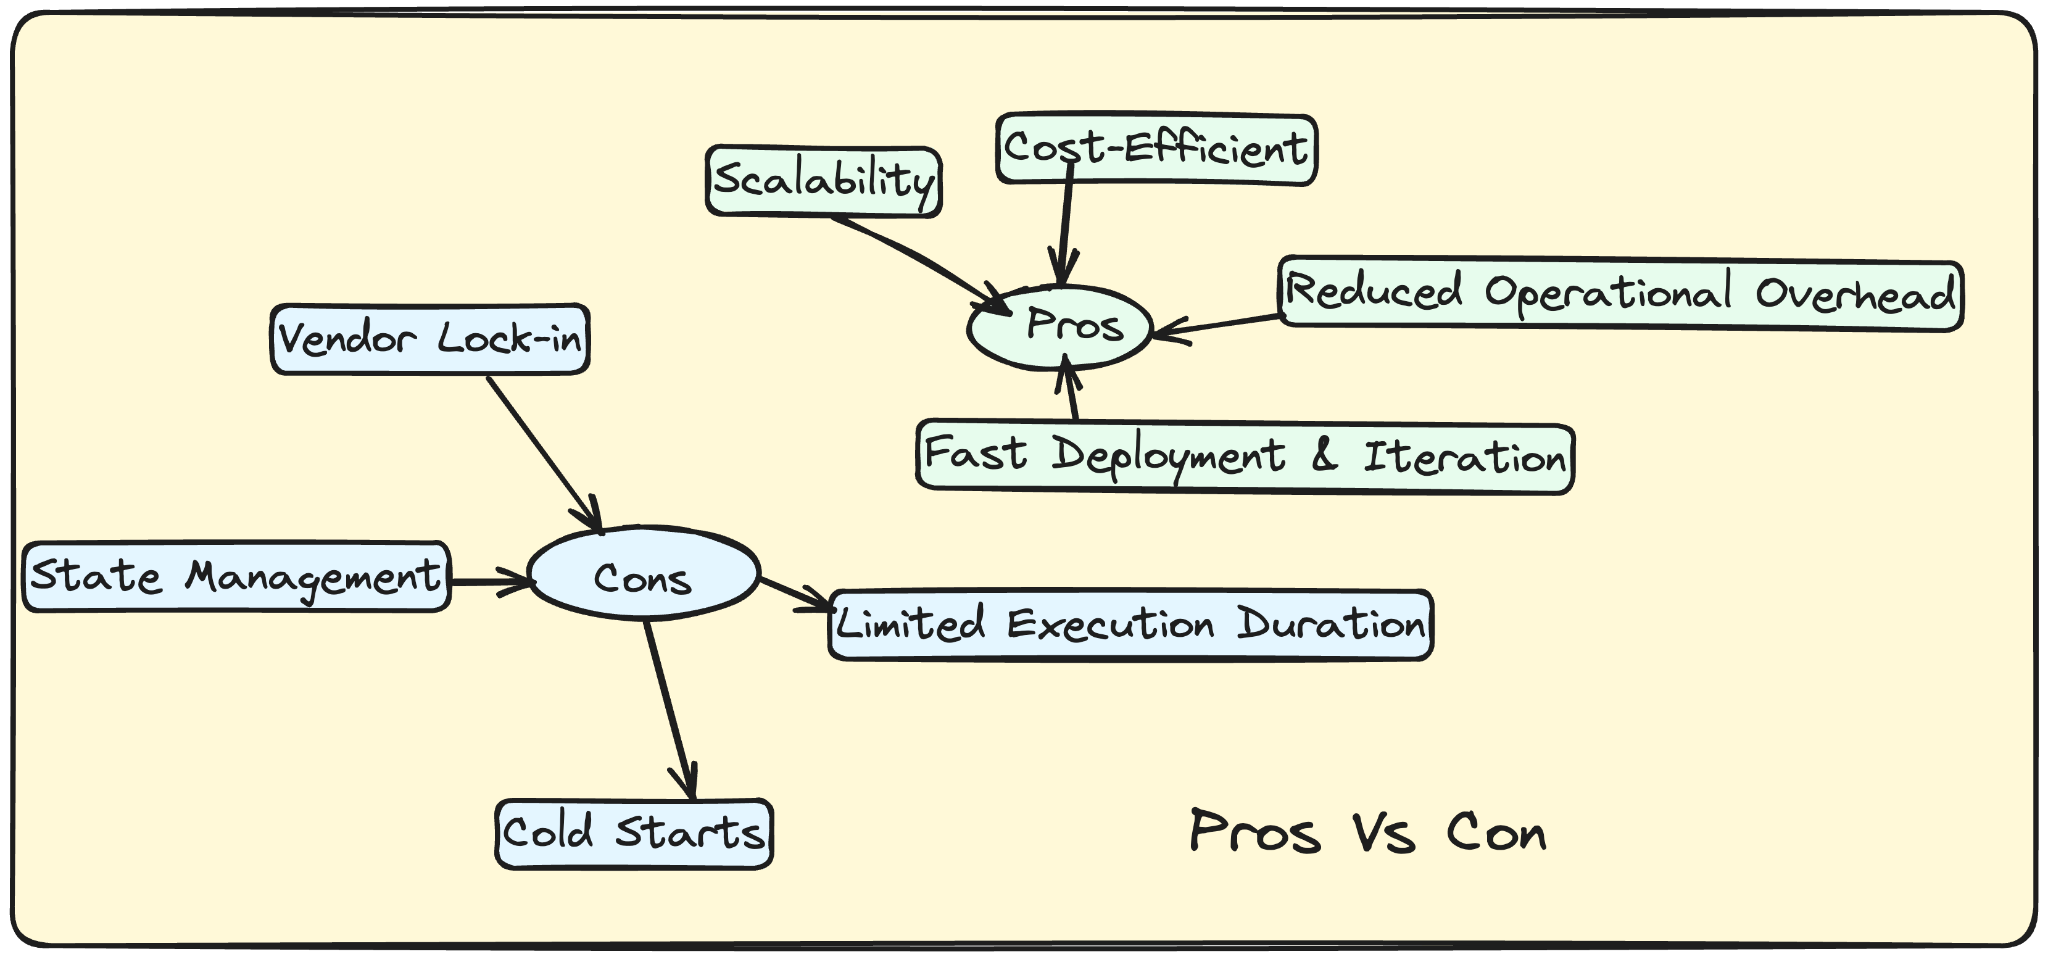 Cost-Efficient
Scalability
Reduced Operational Overhead
Pros
Vendor Lock-in
Fast Deployment & Iteration
State Management
Cons
Limited Execution Duration
Cold Starts
Pros Vs Con